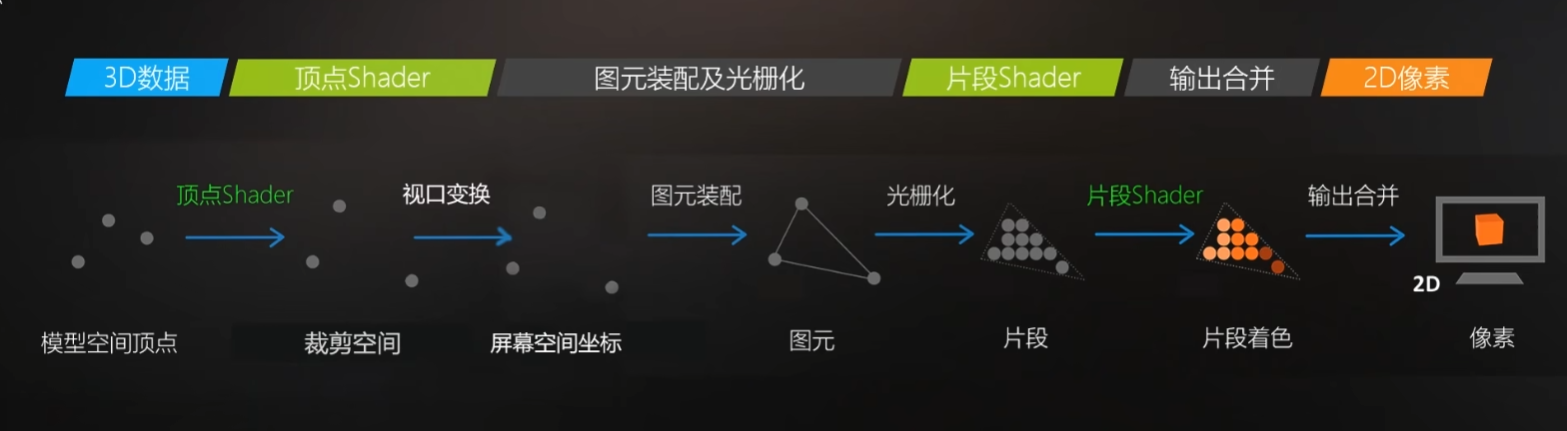 3D数据
顶点Shader
图元装配及光栅化
片段Shader
输出合并
2D像素
顶点Shader
视口变换
图元装配
光栅化
片段Shader
输出合并
2D
模型空间顶点
裁剪空间
屏幕空间坐标
图元
片段
片段着色
像素